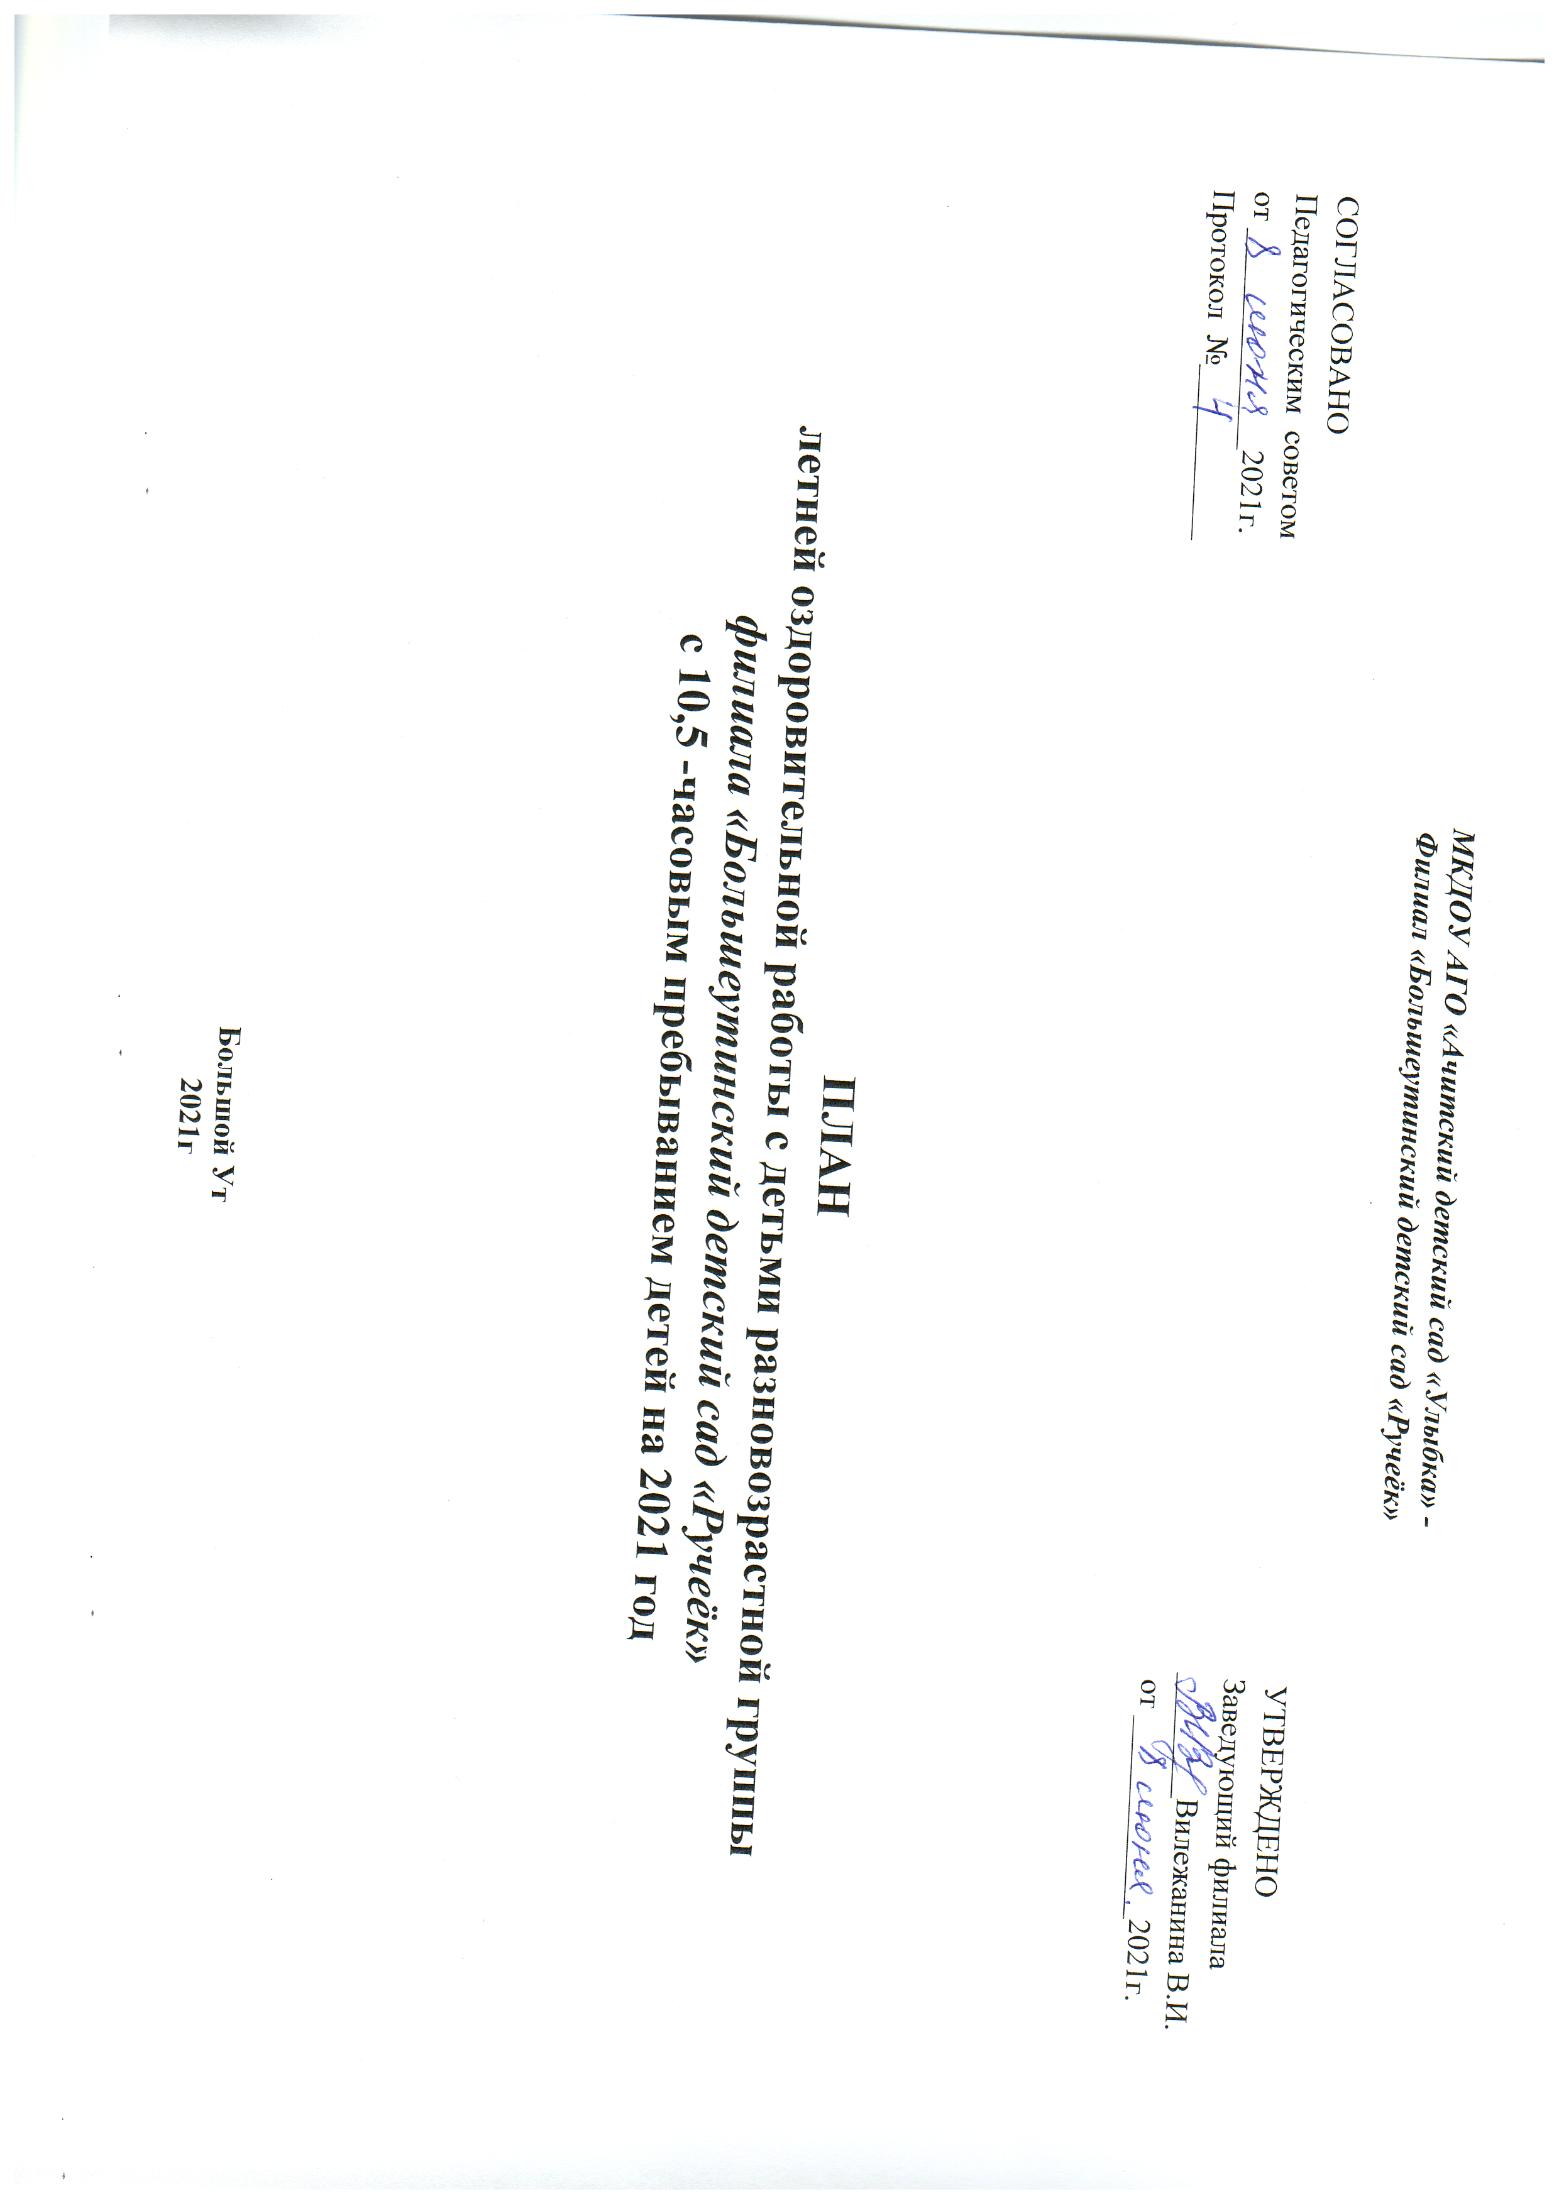 МКДОУ АГО «Ачитский детский сад «Улыбка» -
Филиал «Большеутинский детский сад «Ручеёк»
СОГЛАСОВАНО
Педагогическим советом
от 8 июня 2021г.
Протокол № 4
УТВЕРЖДЕНО
Заведующий филиала
Вилежанина В.И.
от 8 июня. 2021г.
ПЛАН
летней оздоровительной работы с детьми разновозрастной группы
филиала «Большеутинский детский сад «Ручеёк»
с 10,5 -часовым пребыванием детей на 2021 год
Большой Ут
2021г